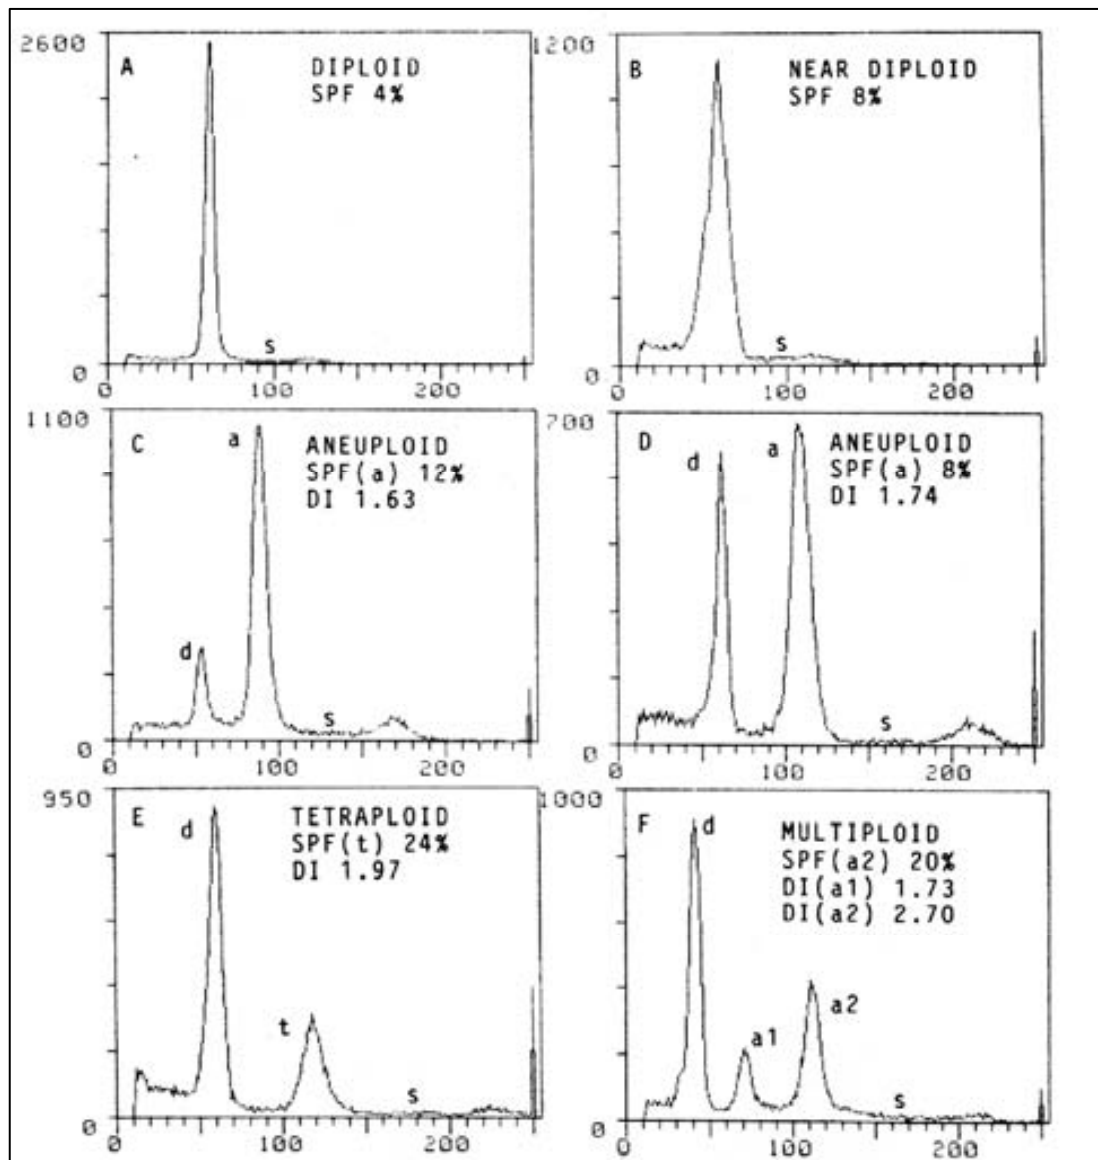 2600
A
DIPLOID
SPF 4%
S
0
0 100 200
1200
B
NEAR DIPLOID
SPF 8%
S
0
0 100 200
1100
C
a
ANEUPLOID
SPF(a) 12%
DI 1.63
d
S
0
0 100 200
700
D
d
a
ANEUPLOID
SPF(a) 8%
DI 1.74
S
0
0 100 200
950
E
d
TETRAPLOID
SPF(t) 24%
DI 1.97
t
S
0
0 100 200
1000
F
d
MULTIPLOID
SPF(a2) 20%
DI(a1) 1.73
DI(a2) 2.70
a1
a2
S
0
0 100 200